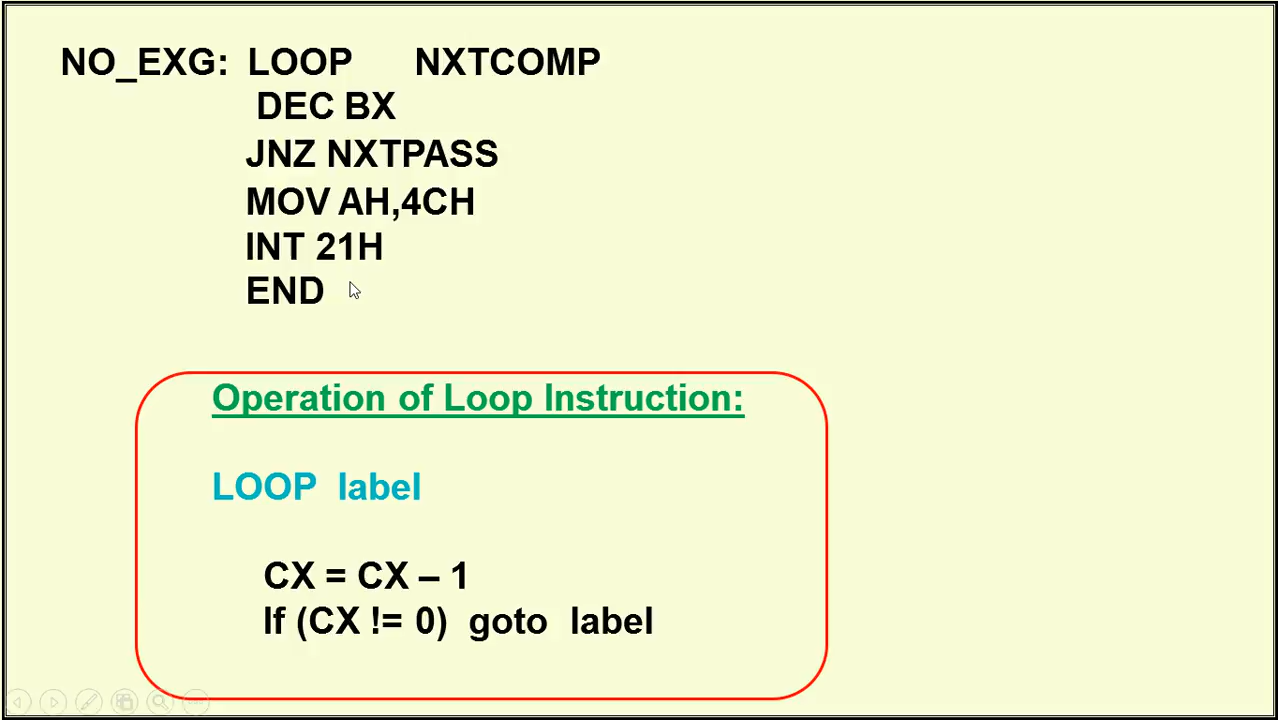 NO_EXG: LOOP NXTCOMP
DEC BX
JNZ NXTPASS
MOV AH,4CH
INT 21H
END
Operation of Loop Instruction:
LOOP label
CX = CX – 1
If (CX != 0) goto label